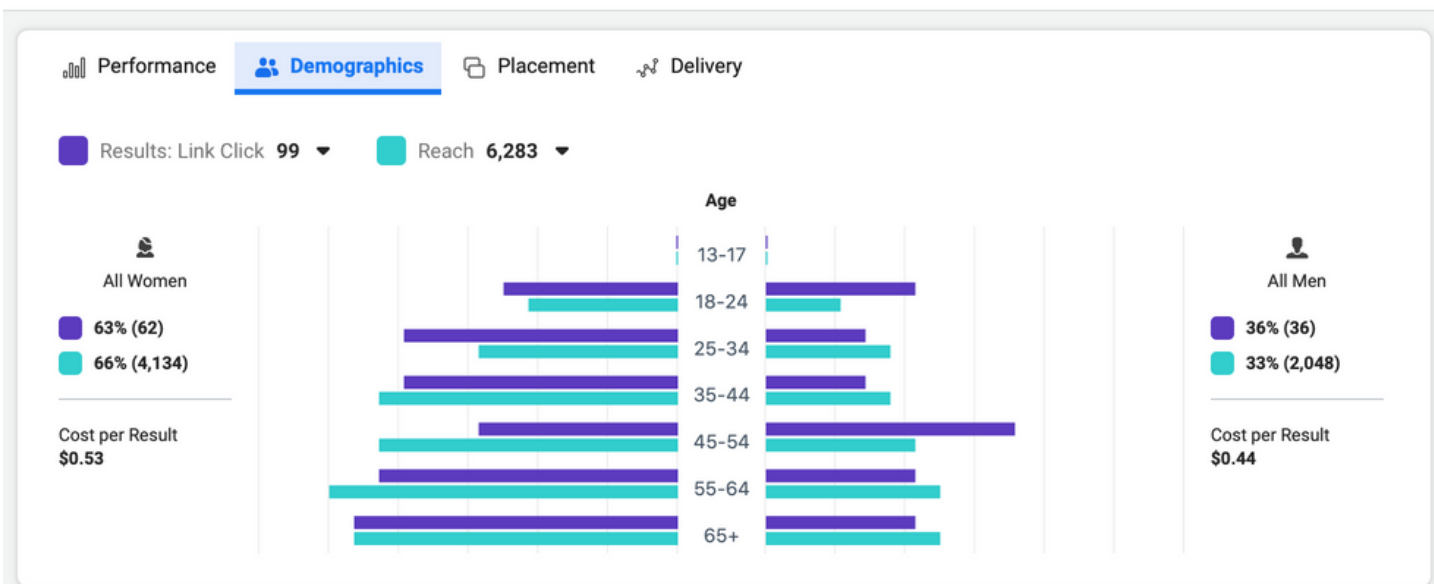 Performance Demographics Placement Delivery
Results: Link Click 99 Reach 6,283
Age
All Women
63% (62)
66% (4,134)
Cost per Result
$0.53
13-17
18-24
25-34
35-44
45-54
55-64
65+
All Men
36% (36)
33% (2,048)
Cost per Result
$0.44